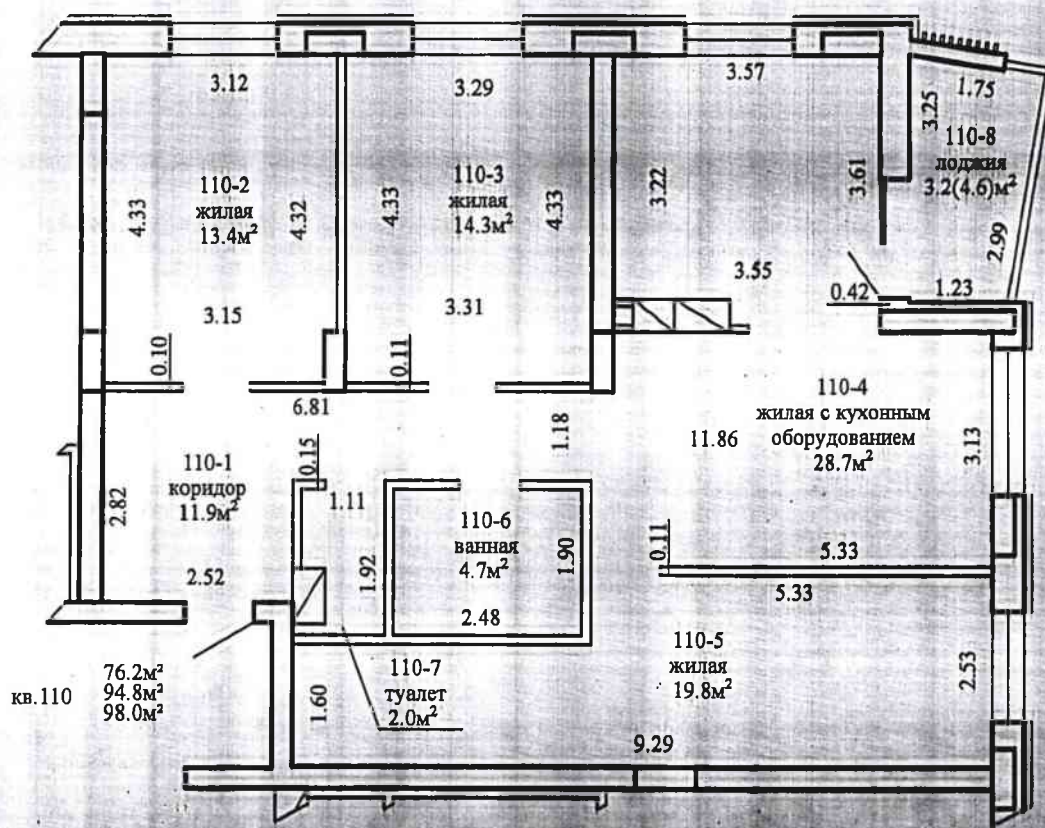 3.12
3.29
3.57
1.75
3.25
110-8
лоджия
3.2(4.6)м²
2.99
1.23
0.42
110-2
жилая
13.4м²
4.33
4.32
3.15
0.10
110-3
жилая
14.3м²
4.33
4.33
3.31
0.11
3.22
3.61
3.55
6.81
1.18
110-4
жилая с кухонным
оборудованием
28.7м²
11.86
3.13
110-1
коридор
11.9м²
2.82
2.52
0.15
1.11
1.92
110-6
ванная
4.7м²
1.90
2.48
0.11
5.33
5.33
110-5
жилая
19.8м²
2.53
110-7
туалет
2.0м²
1.60
9.29
кв.110
76.2м²
94.8м²
98.0м²